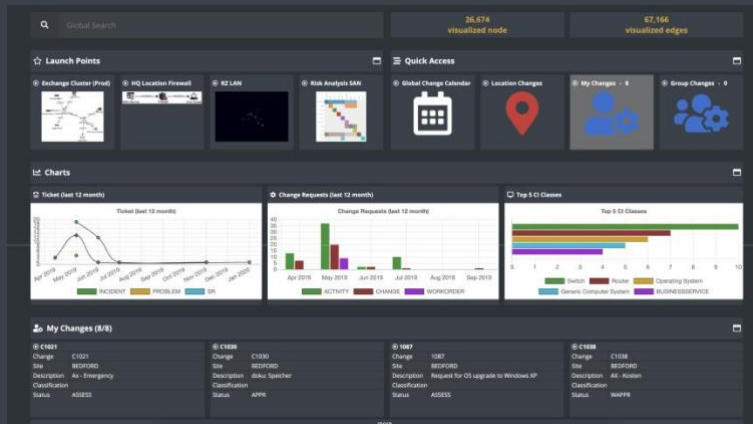 Global Search
26,674
visualized node
67,166
visualized edges
Launch Points
Quick Access
Exchange Cluster (Prod)
HQ Location Firewall
RZ LAN
Risk Analysis SAN
Global Change Calendar
Location Changes
My Changes - 8
Group Changes - 0
Charts
Ticket (last 12 month)
Change Requests (last 12 month)
Top 5 CI Classes
Ticket (last 12 month)
Apr 2019 May 2019 Jun 2019 Jul 2019 Aug 2019 Sep 2019 Oct 2019 Nov 2019 Dec 2019 Jan 2020
INCIDENT PROBLEM SR
Change Requests (last 12 month)
40
35
30
25
20
15
10
5
0
Apr 2019 May 2019 Jun 2019 Jul 2019 Aug 2019 Sep 2019
ACTIVITY CHANGE WORKORDER
Top 5 CI Classes
0 1 2 3 4 5 6 7 8 9 10
Switch Router Operating System
Generic Computer System BUSINESSSERVICE
My Changes (8/8)
C1021
Change C1021
Site BEDFORD
Description Ax - Emergency
Classification
Status ASSESS
C1030
Change C1030
Site BEDFORD
Description doku: Speicher
Classification
Status APPR
1087
Change 1087
Site BEDFORD
Description Request for OS upgrade to Windows XP
Classification
Status ASSESS
C1038
Change C1038
Site BEDFORD
Description AX - Kosten
Classification
Status WAPPR